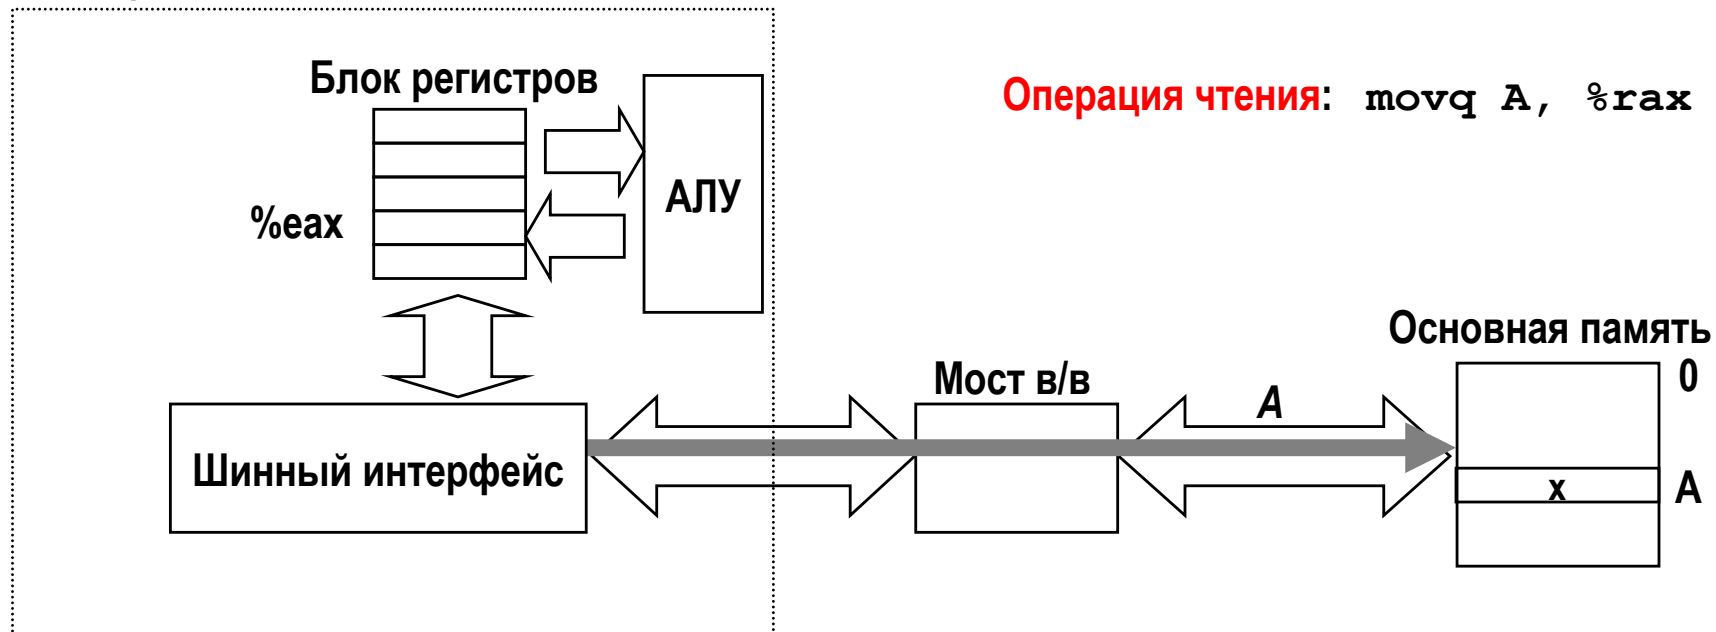 Блок регистров
Операция чтения: movq A, %rax
АЛУ
%eax
Основная память
0
Мост в/в
A
Шинный интерфейс
x
A